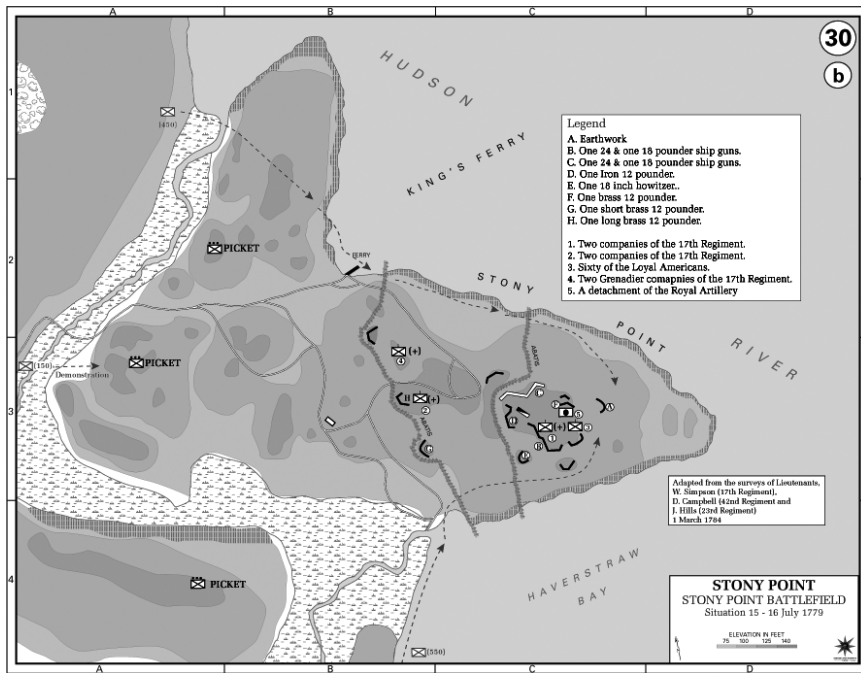 A
B
C
D
30
b
1
2
3
4
HUDSON
KING'S FERRY
(450)
Legend
A. Earthwork
B. One 24 & one 18 pounder ship guns.
C. One 24 & one 18 pounder ship guns.
D. One Iron 12 pounder.
E. One 18 inch howitzer..
F. One brass 12 pounder.
G. One short brass 12 pounder.
H. One long brass 12 pounder.
1. Two companies of the 17th Regiment.
2. Two companies of the 17th Regiment.
3. Sixty of the Loyal Americans.
4. Two Grenadier comapnies of the 17th Regiment.
5. A detachment of the Royal Artillery
PICKET
FERRY
STONY
POINT
RIVER
ABATIS
(+)
4
PICKET
(150)
Demonstration
H
(+)
2
ABATIS
G
C
F
5
A
(+)
3
1
B
Adapted from the surveys of Lieutenants,
W. Simpson (17th Regiment),
D. Campbell (42nd Regiment and
J. Hills (23rd Regiment)
1 March 1784
PICKET
HAVERSTRAW
BAY
(550)
STONY POINT
STONY POINT BATTLEFIELD
Situation 15 - 16 July 1779
ELEVATION IN FEET
75 100 125 140
A
B
C
D